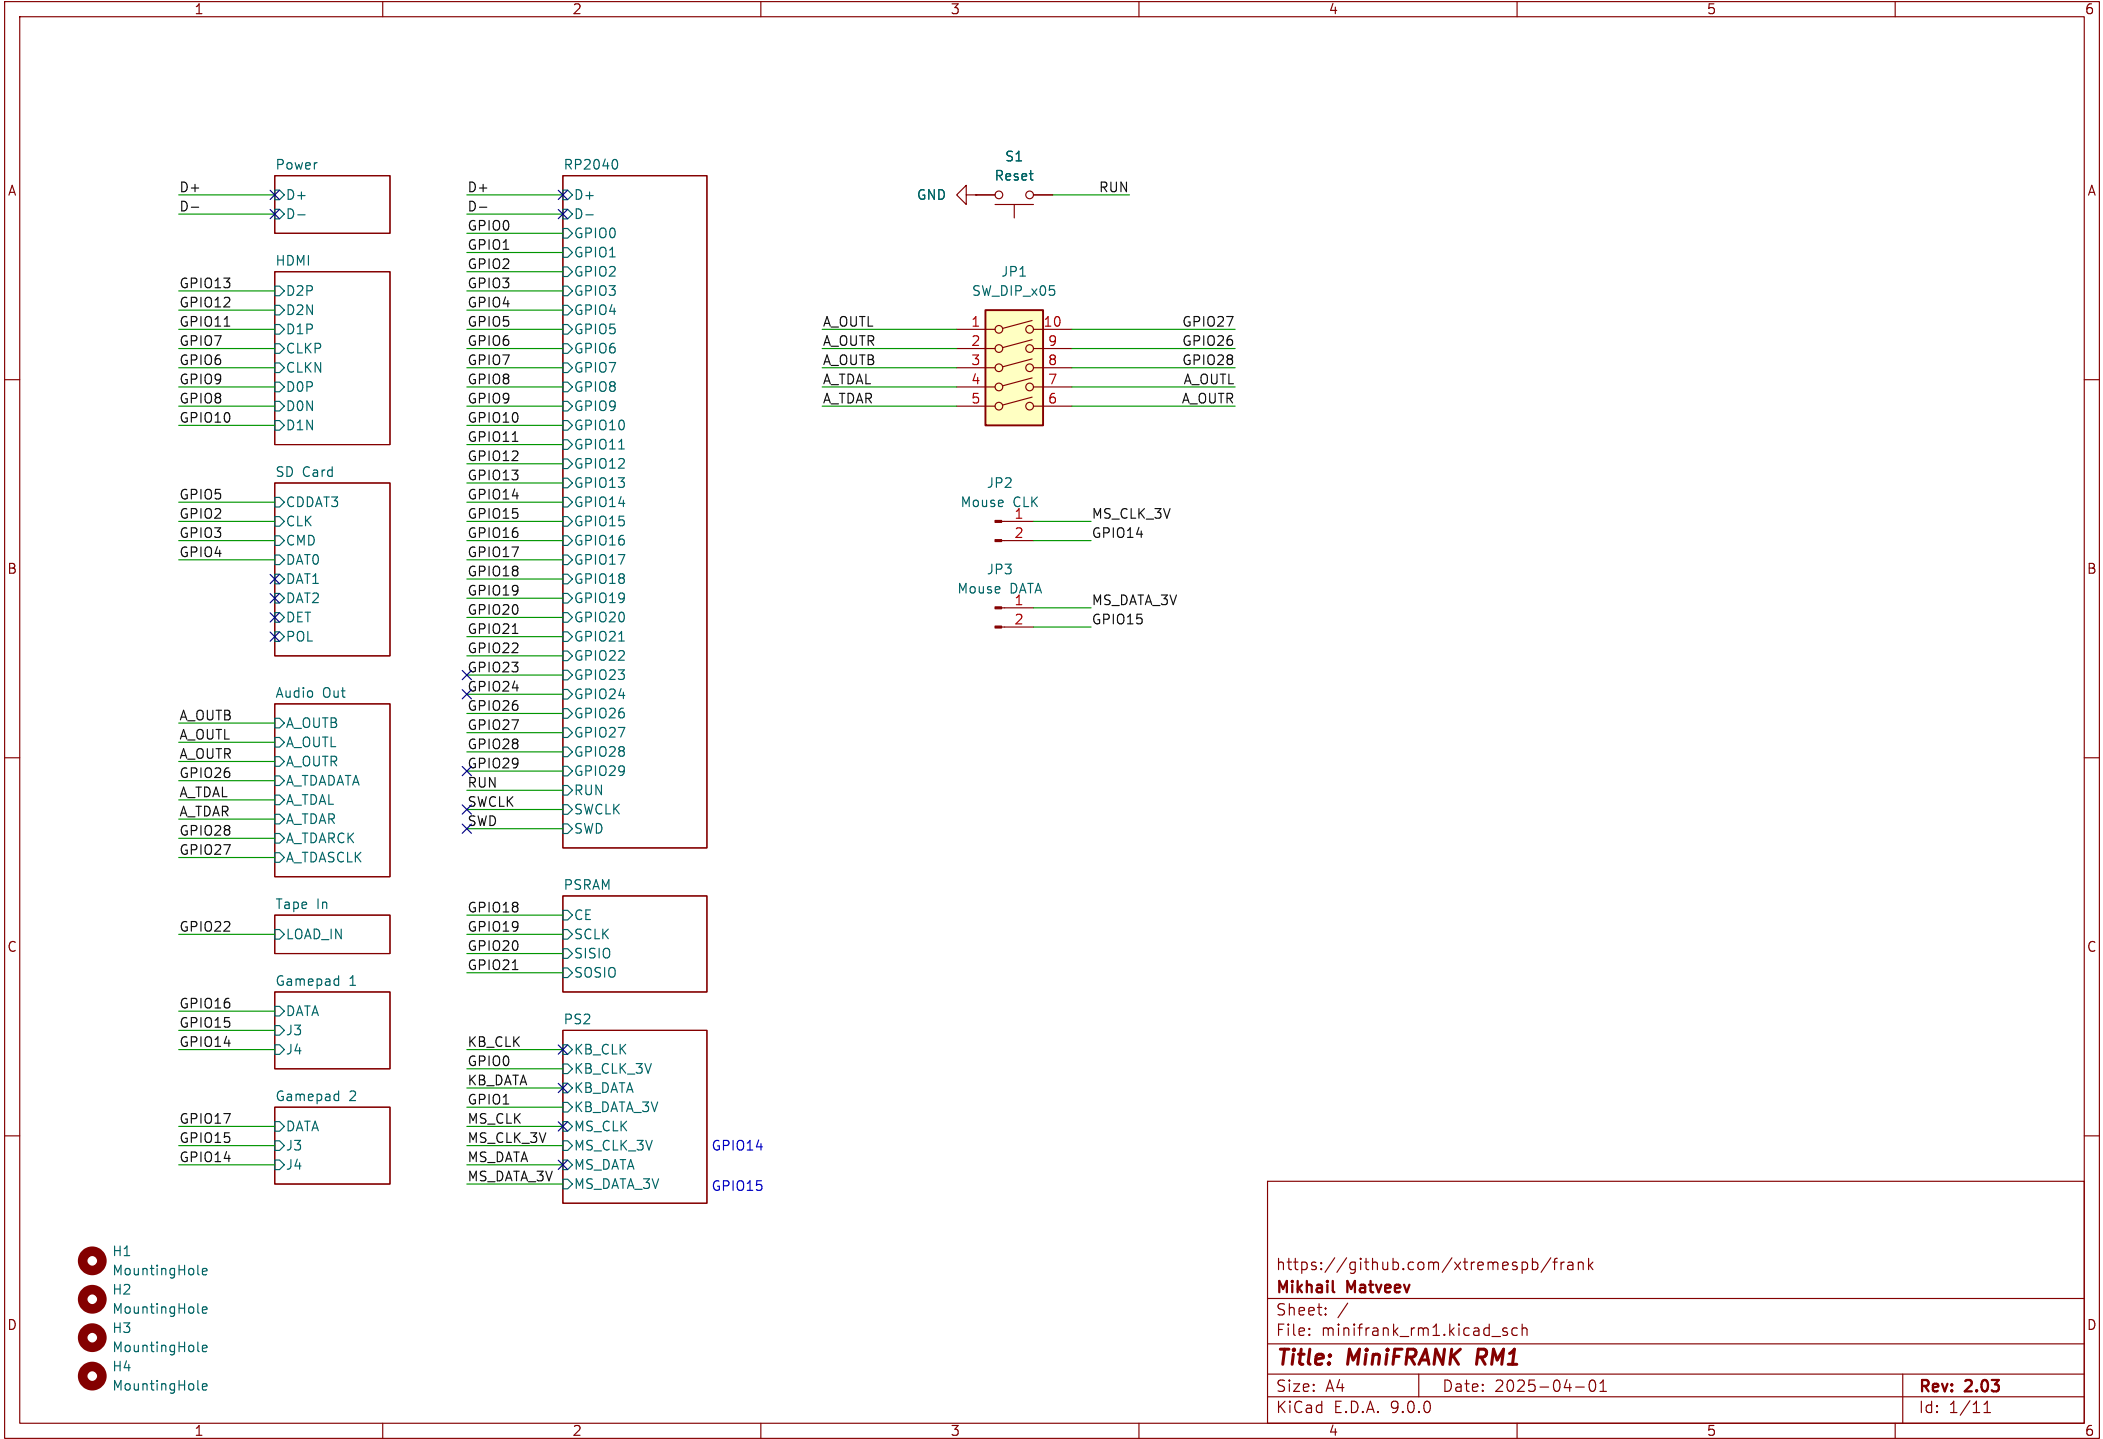 1 2 3 4 5 6
A
B
C
D
Power
D+ D+
D- D-
HDMI
GPIO13 D2P
GPIO12 D2N
GPIO11 D1P
GPIO7 CLKP
GPIO6 CLKN
GPIO9 D0P
GPIO8 D0N
GPIO10 D1N
SD Card
GPIO5 CDDAT3
GPIO2 CLK
GPIO3 CMD
GPIO4 DAT0
DAT1
DAT2
DET
POL
Audio Out
A_OUTB A_OUTB
A_OUTL A_OUTL
A_OUTR A_OUTR
GPIO26 A_TDADATA
A_TDAL A_TDAL
A_TDAR A_TDAR
GPIO28 A_TDARCK
GPIO27 A_TDASCLK
Tape In
GPIO22 LOAD_IN
Gamepad 1
GPIO16 DATA
GPIO15 J3
GPIO14 J4
Gamepad 2
GPIO17 DATA
GPIO15 J3
GPIO14 J4
H1
MountingHole
H2
MountingHole
H3
MountingHole
H4
MountingHole
RP2040
D+ D+
D- D-
GPIO0 GPIO0
GPIO1 GPIO1
GPIO2 GPIO2
GPIO3 GPIO3
GPIO4 GPIO4
GPIO5 GPIO5
GPIO6 GPIO6
GPIO7 GPIO7
GPIO8 GPIO8
GPIO9 GPIO9
GPIO10 GPIO10
GPIO11 GPIO11
GPIO12 GPIO12
GPIO13 GPIO13
GPIO14 GPIO14
GPIO15 GPIO15
GPIO16 GPIO16
GPIO17 GPIO17
GPIO18 GPIO18
GPIO19 GPIO19
GPIO20 GPIO20
GPIO21 GPIO21
GPIO22 GPIO22
GPIO23 GPIO23
GPIO24 GPIO24
GPIO26 GPIO26
GPIO27 GPIO27
GPIO28 GPIO28
GPIO29 GPIO29
RUN RUN
SWCLK SWCLK
SWD SWD
PSRAM
GPIO18 CE
GPIO19 SCLK
GPIO20 SISIO
GPIO21 SOSIO
PS2
KB_CLK KB_CLK
GPIO0 KB_CLK_3V
KB_DATA KB_DATA
GPIO1 KB_DATA_3V
MS_CLK MS_CLK
MS_CLK_3V MS_CLK_3V GPIO14
MS_DATA MS_DATA
MS_DATA_3V MS_DATA_3V GPIO15
S1
Reset
GND RUN
JP1
SW_DIP_x05
A_OUTL 1 10 GPIO27
A_OUTR 2 9 GPIO26
A_OUTB 3 8 GPIO28
A_TDAL 4 7 A_OUTL
A_TDAR 5 6 A_OUTR
JP2
Mouse CLK
1 MS_CLK_3V
2 GPIO14
JP3
Mouse DATA
1 MS_DATA_3V
2 GPIO15
https://github.com/xtremespb/frank
Mikhail Matveev
Sheet: /
File: minifrank_rm1.kicad_sch
Title: MiniFRANK RM1
Size: A4 Date: 2025-04-01 Rev: 2.03
KiCad E.D.A. 9.0.0 Id: 1/11
A
B
C
D
1 2 3 4 5 6